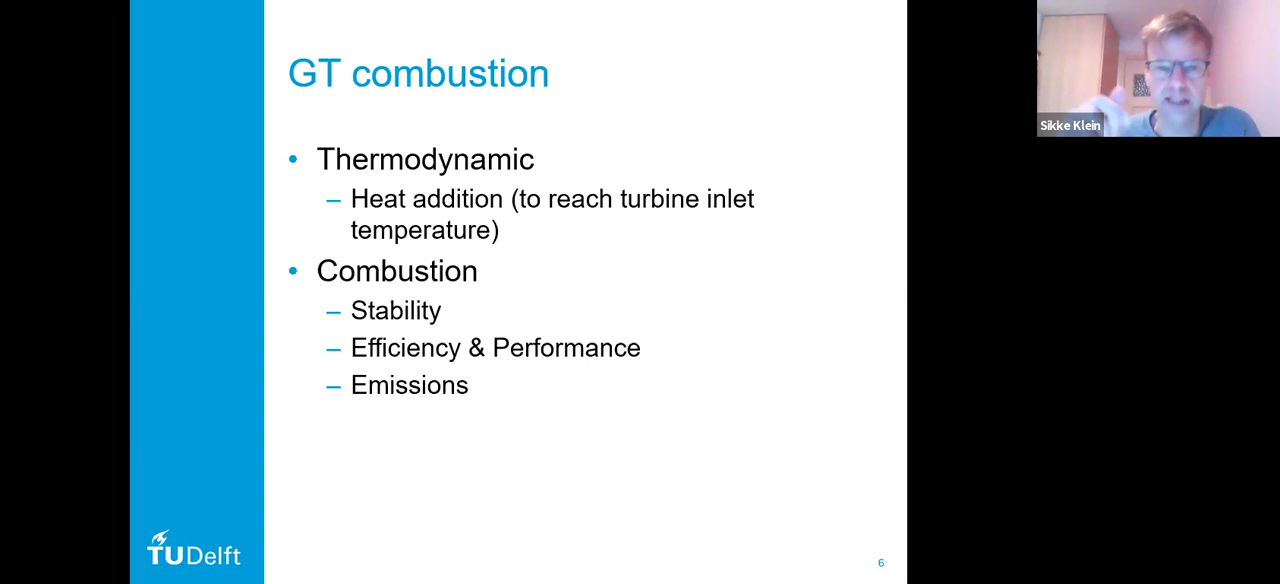 GT combustion
• Thermodynamic
– Heat addition (to reach turbine inlet
temperature)
• Combustion
– Stability
– Efficiency & Performance
– Emissions
TUDelft
6
Sikke Klein